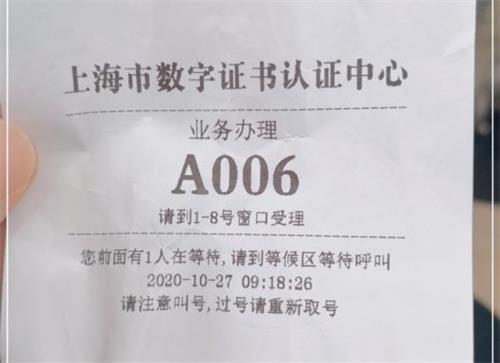 上海市数字证书认证中心
业务办理
A006
请到1-8号窗口受理
您前面有1人在等待,请到等候区等待呼叫
2020-10-27 09:18:26
请注意叫号,过号请重新取号